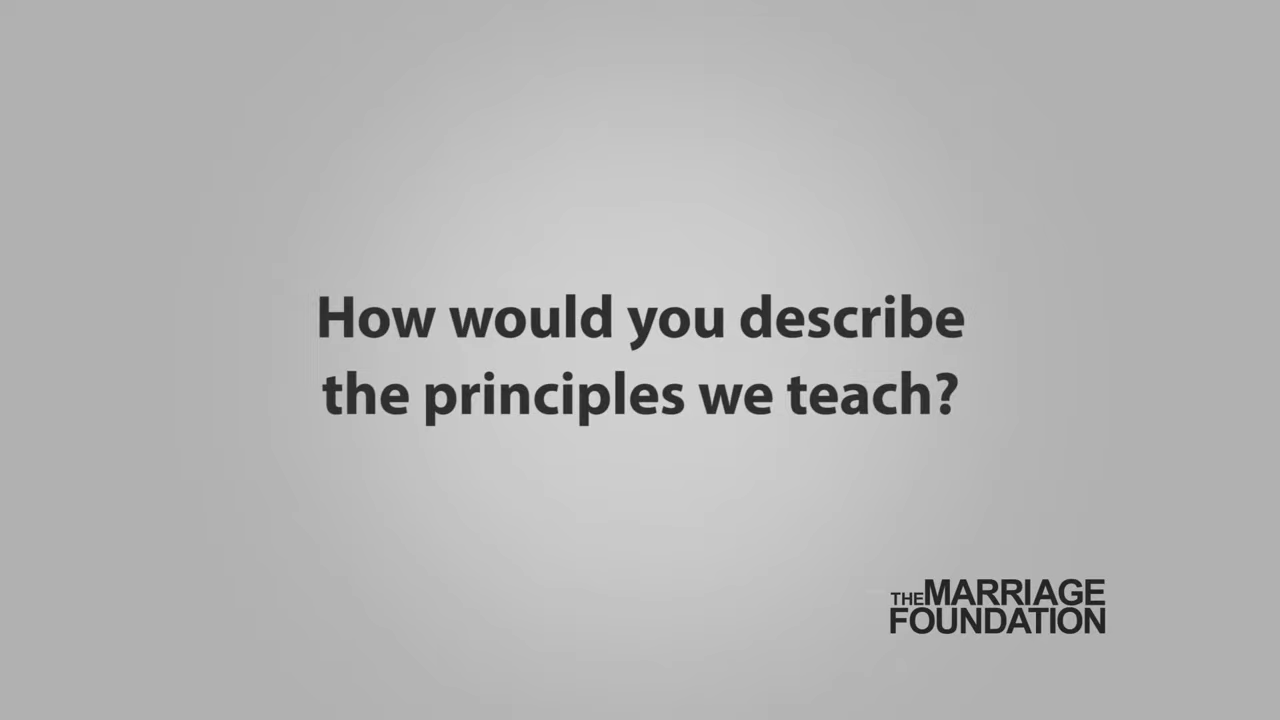 How would you describe
the principles we teach?
THE MARRIAGE
FOUNDATION